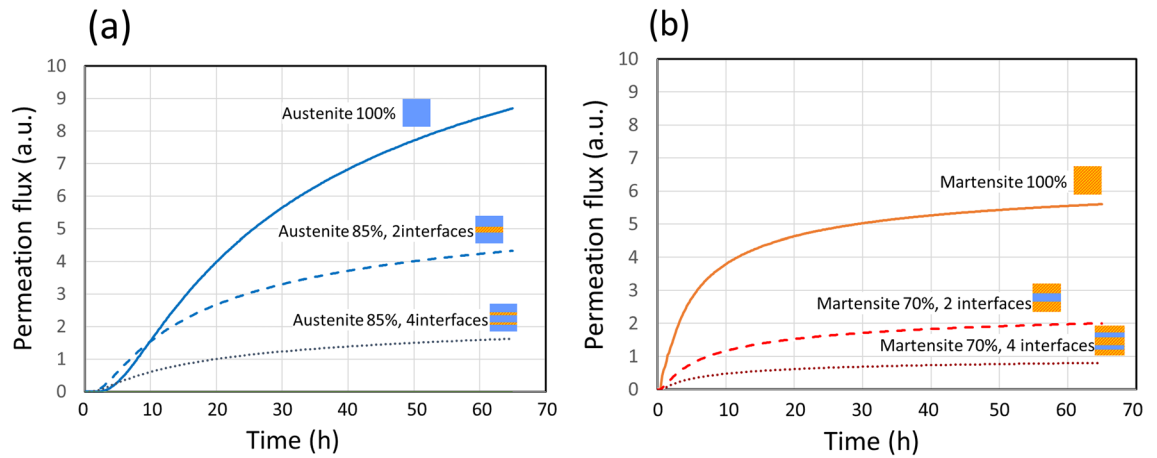 (a)
Permeation flux (a.u.)
10
9
8
7
6
5
4
3
2
1
0
Austenite 100%
Austenite 85%, 2interfaces
Austenite 85%, 4interfaces
0 10 20 30 40 50 60 70
Time (h)
(b)
Permeation flux (a.u.)
10
9
8
7
6
5
4
3
2
1
0
Martensite 100%
Martensite 70%, 2 interfaces
Martensite 70%, 4 interfaces
0 10 20 30 40 50 60 70
Time (h)